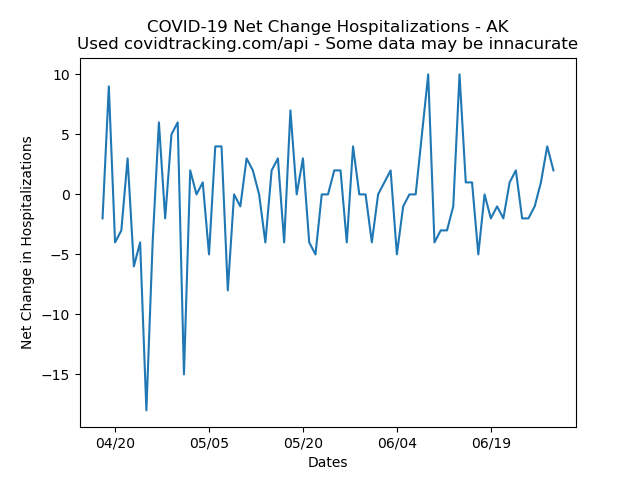 COVID-19 Net Change Hospitalizations - AK
Used covidtracking.com/api - Some data may be innacurate
Net Change in Hospitalizations
10
5
0
−5
−10
−15
04/20
05/05
05/20
06/04
06/19
Dates